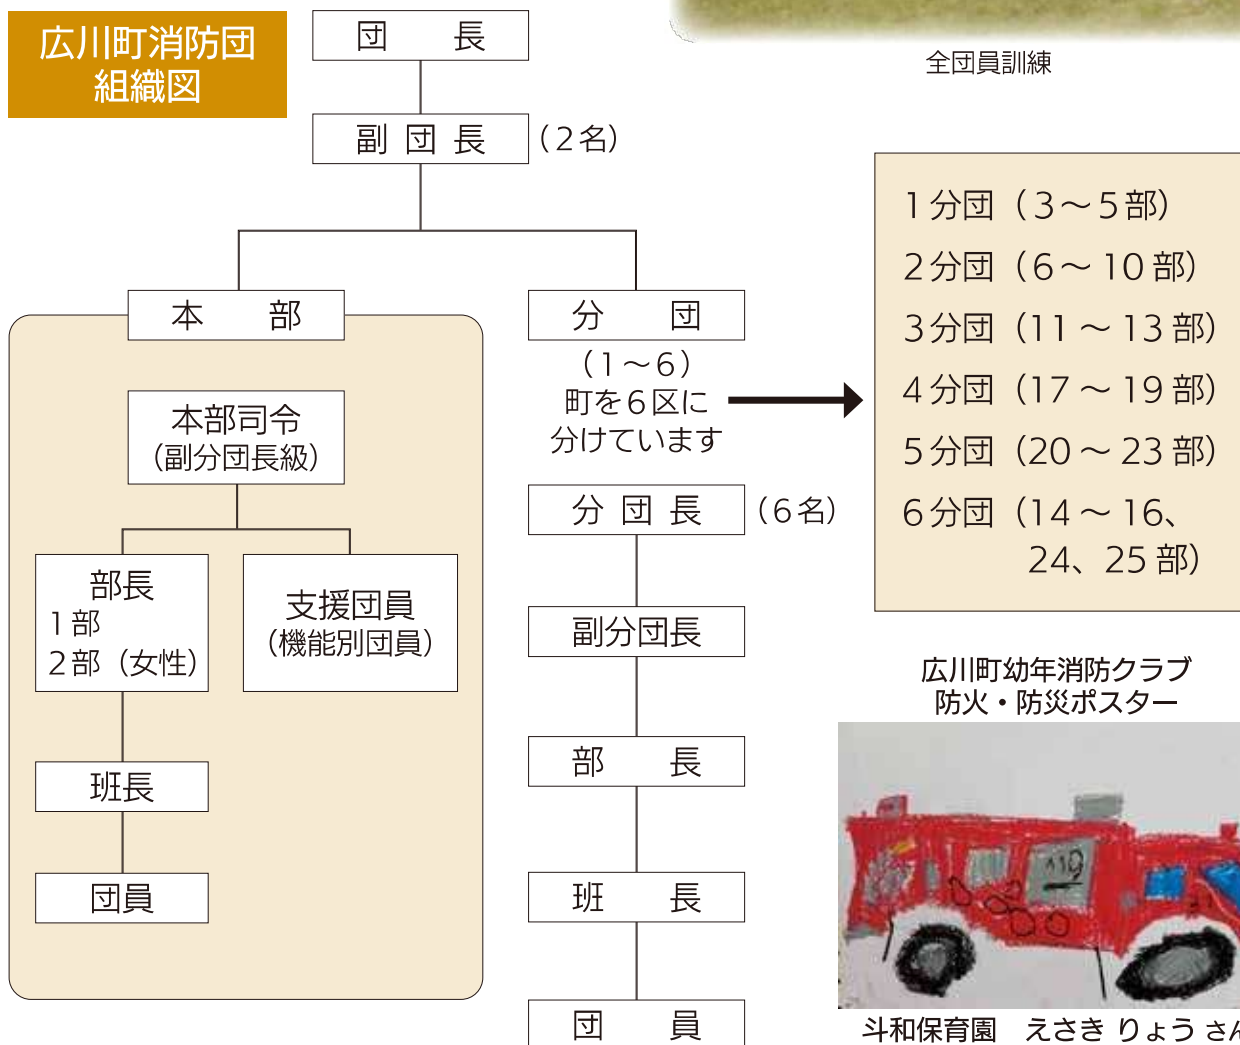 広川町消防団
組織図
団長
副団長（2名）
全団員訓練
本部
本部司令
（副分団長級）
部長
1部
2部（女性）
支援団員
（機能別団員）
班長
団員
分団
（1～6）
町を6区に
分けています
分団長（6名）
副分団長
部長
班長
団員
1分団（3～5部）
2分団（6～10部）
3分団（11～13部）
4分団（17～19部）
5分団（20～23部）
6分団（14～16、
24、25部）
広川町幼年消防クラブ
防火・防災ポスター
119
斗和保育園　えさき りょう さん